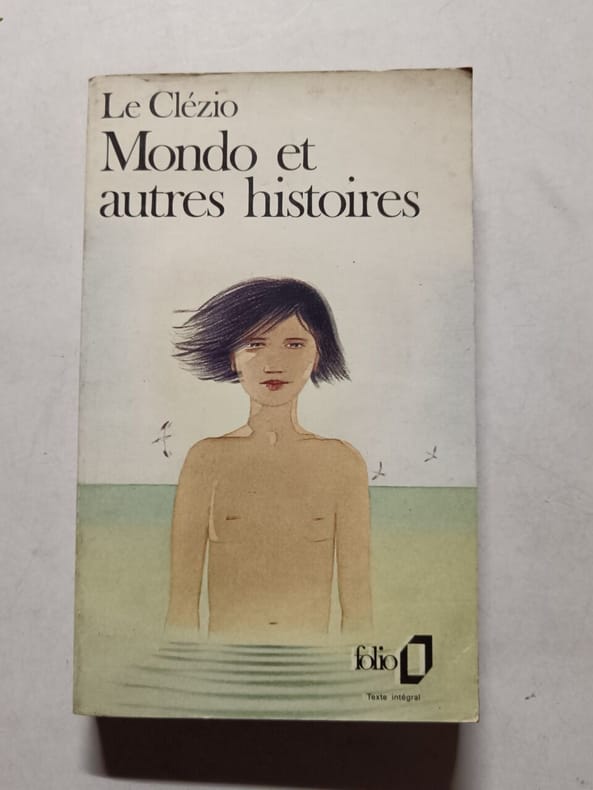 Le Clézio
Mondo et
autres histoires
folio
Texte intégral